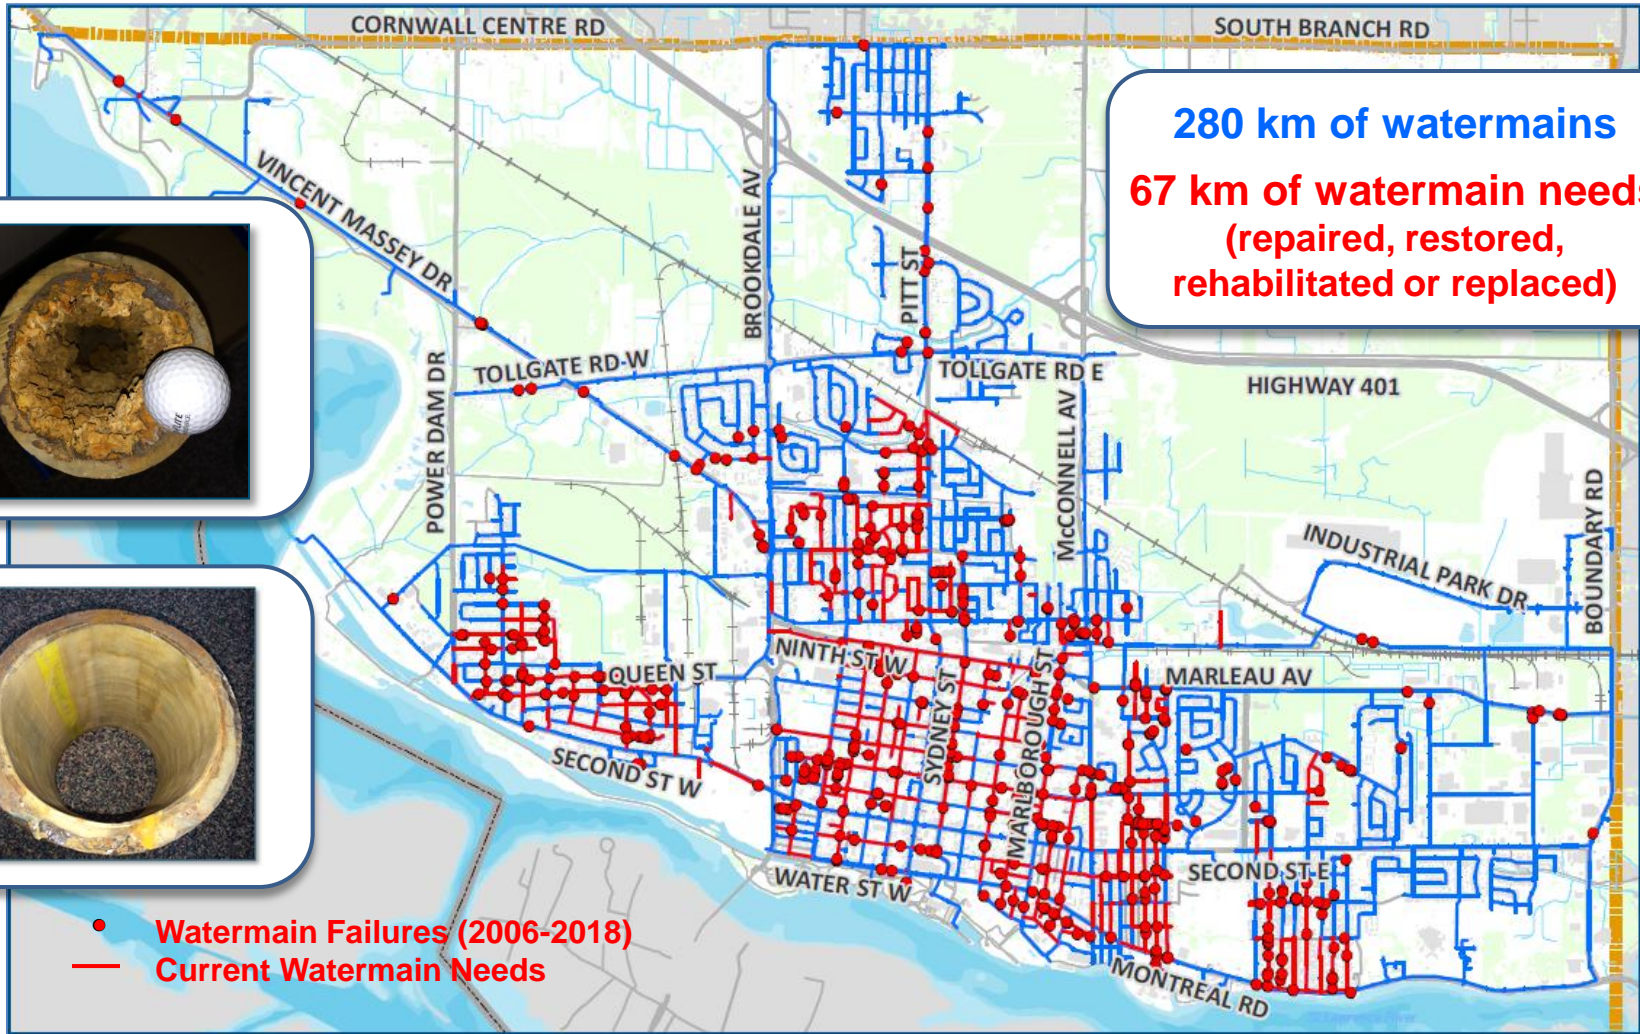 CORNWALL CENTRE RD
SOUTH BRANCH RD
280 km of watermains
67 km of watermain needs
(repaired, restored,
rehabilitated or replaced)
VINCENT MASSEY DR
BROOKDALE AV
PITT ST
TOLLGATE RD W
TOLLGATE RD E
HIGHWAY 401
POWER DAM DR
McCONNELL AV
BOUNDARY RD
INDUSTRIAL PARK DR
NINTH ST W
QUEEN ST
SYDNEY ST
MARLBOROUGH ST
MARLEAU AV
SECOND ST W
SECOND ST E
WATER ST W
MONTREAL RD
Watermain Failures (2006-2018)
Current Watermain Needs